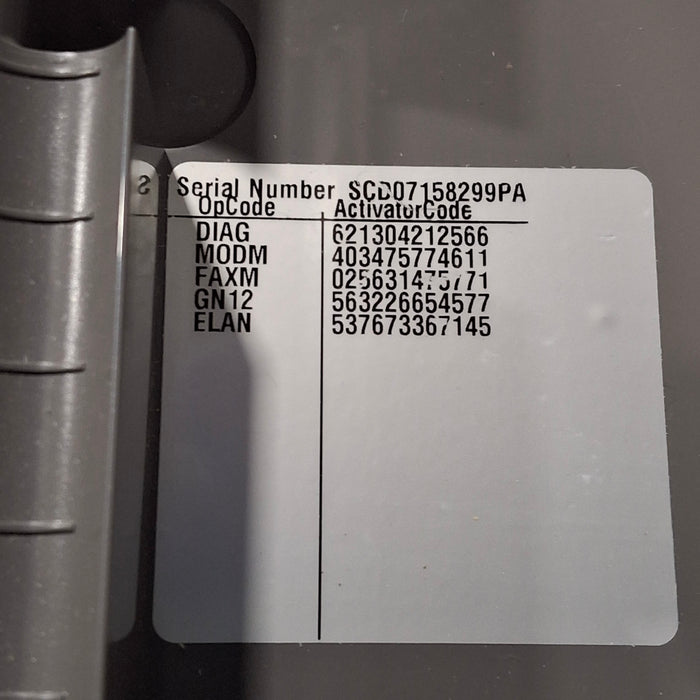 Serial Number SCD07158299PA
OpCode ActivatorCode
DIAG 621304212566
MODM 403475774611
FAXM 025631475771
GN12 563226654577
ELAN 537673367145